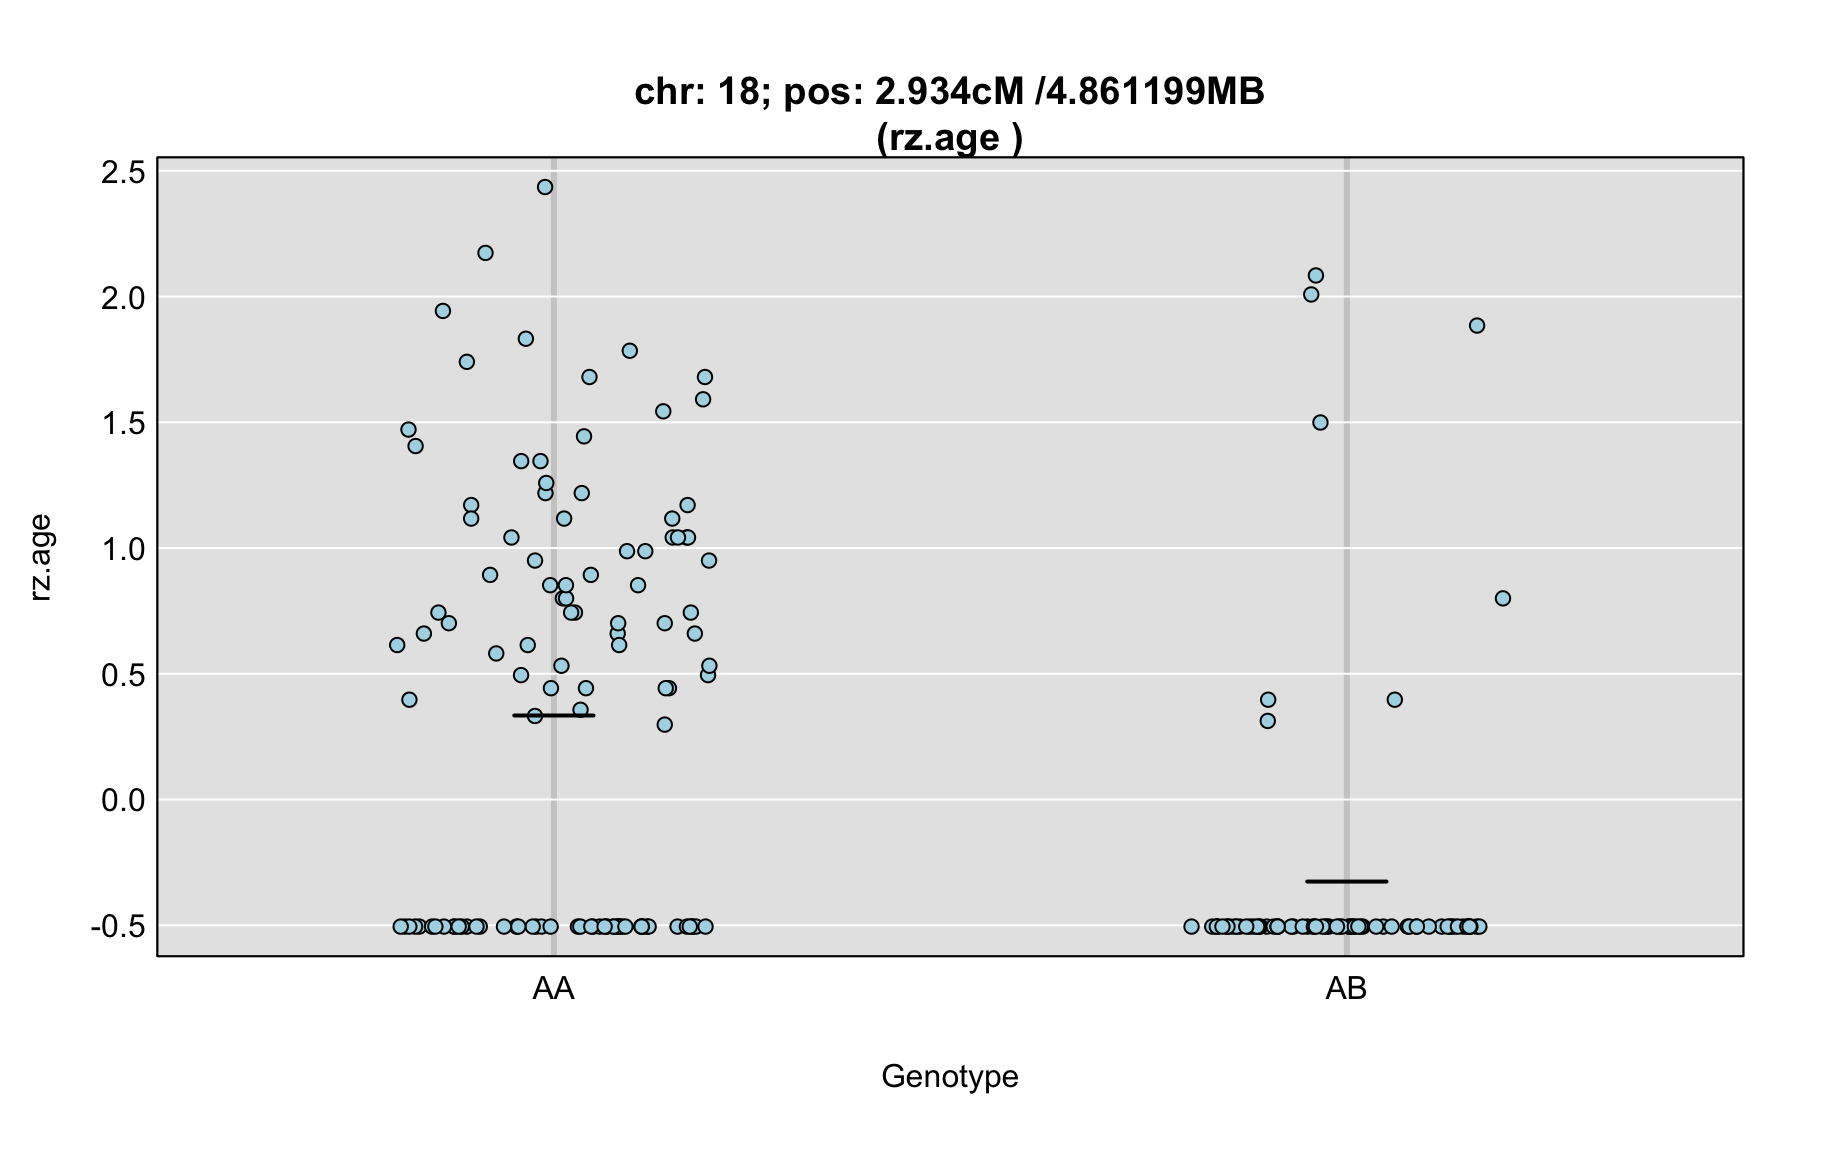 chr: 18; pos: 2.934cM /4.861199MB
(rz.age )
2.5
2.0
1.5
1.0
0.5
0.0
-0.5
rz.age
AA
AB
Genotype